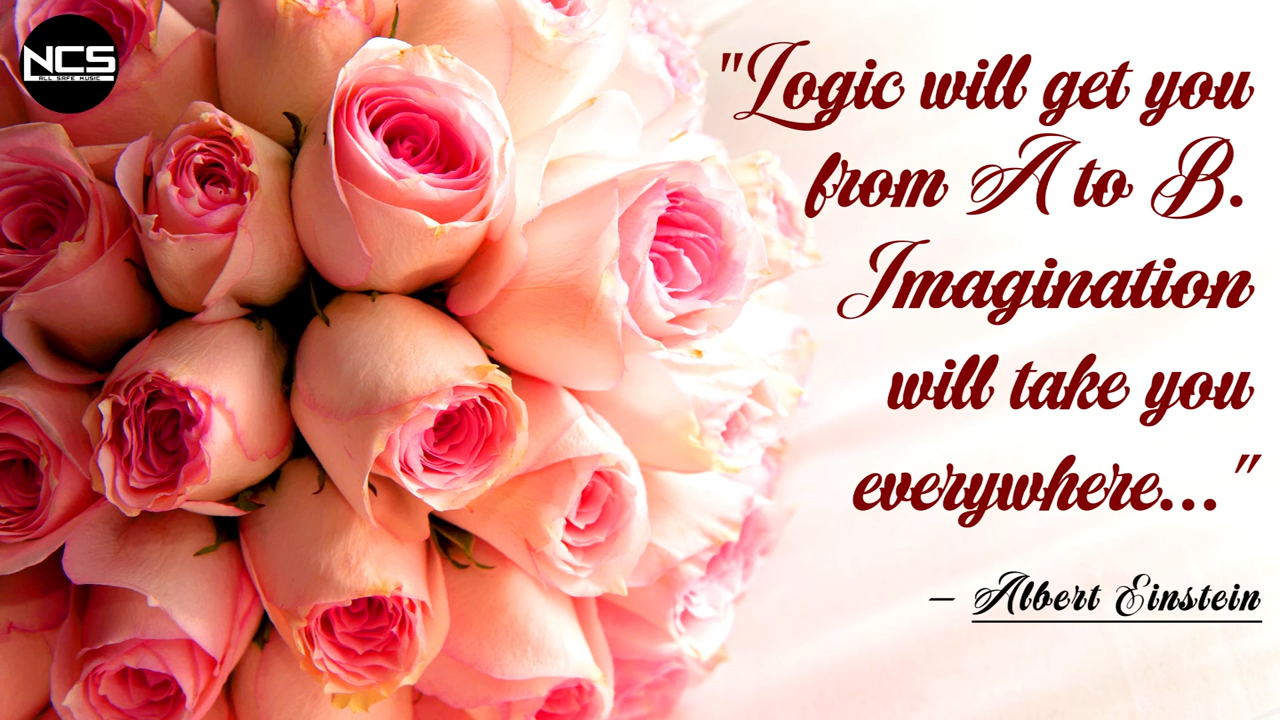 NCS
ALL SAFE MUSIC
"Logic will get you
from A to B.
Imagination
will take you
everywhere..."
– Albert Einstein